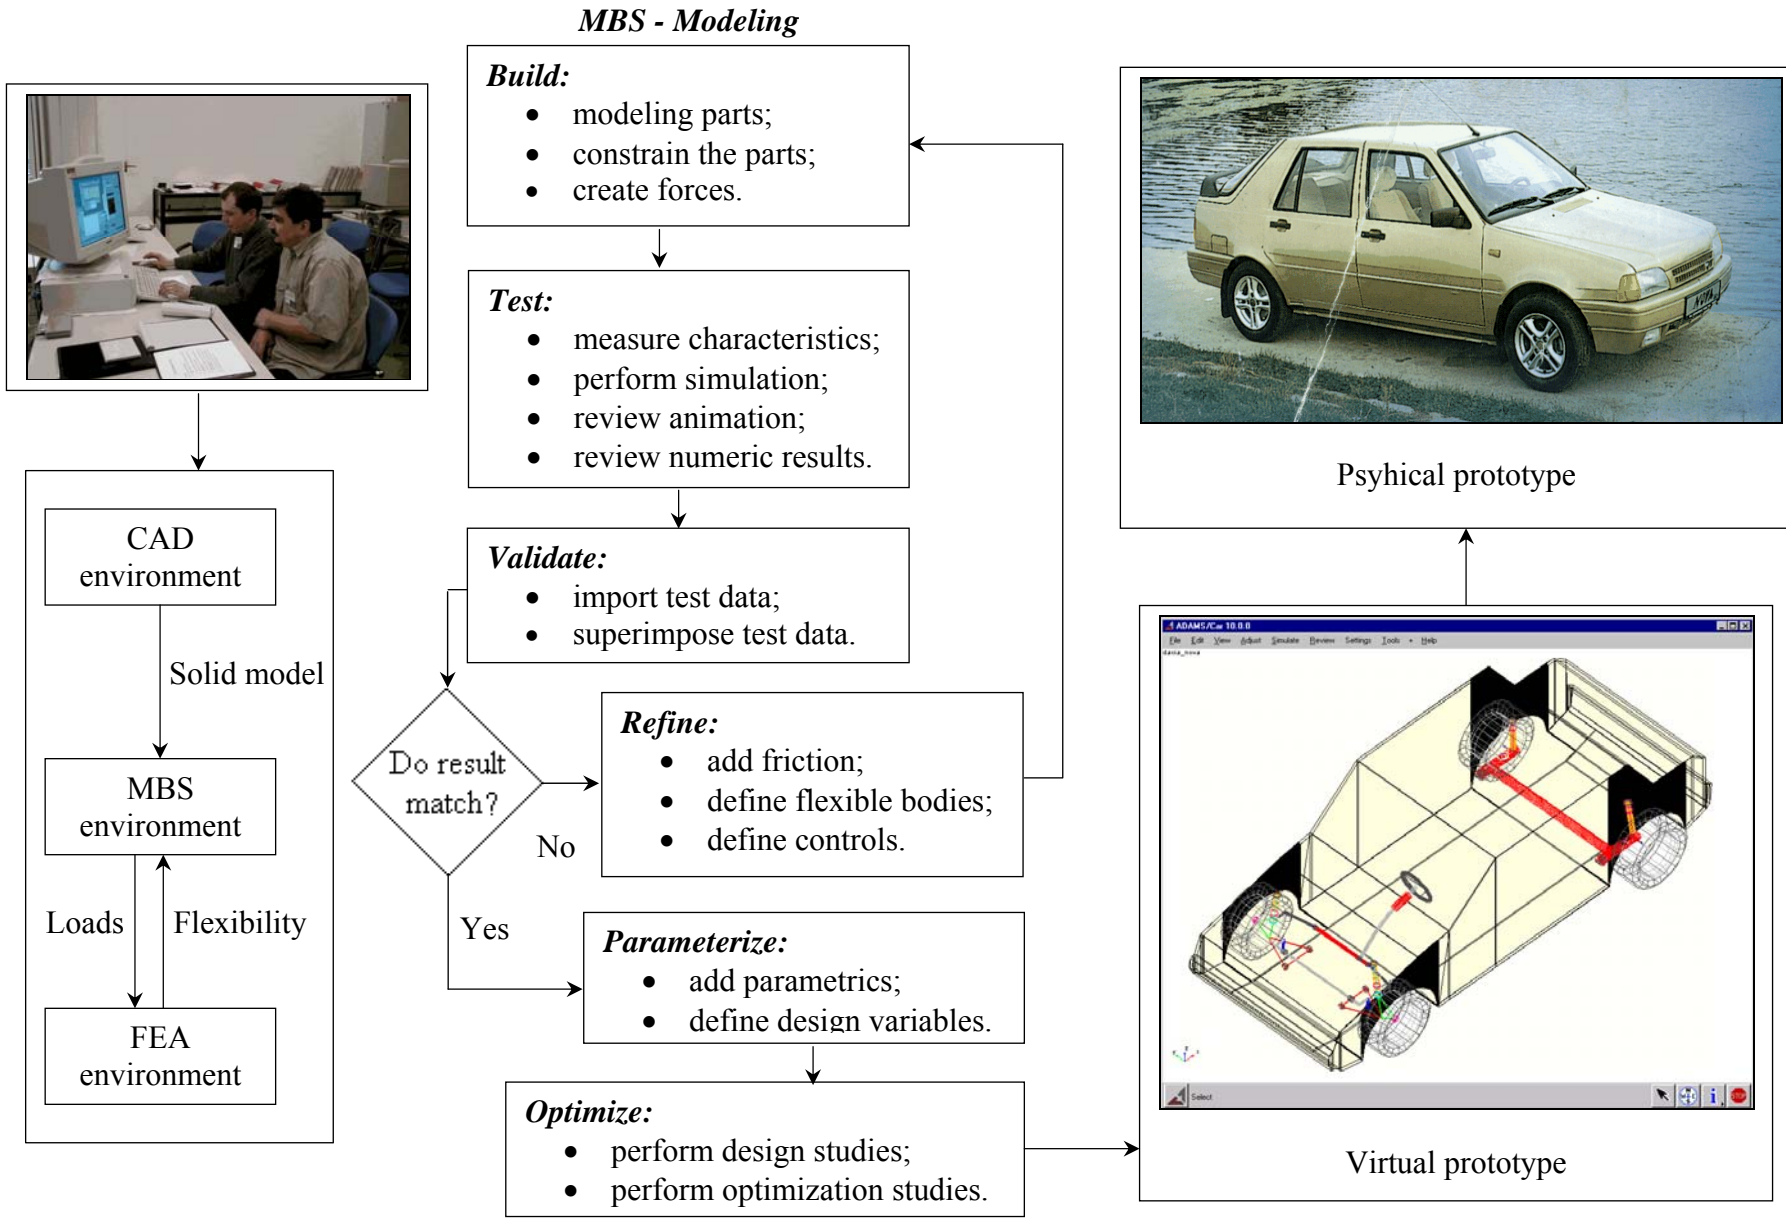 MBS - Modeling
Build:
• modeling parts;
• constrain the parts;
• create forces.
Test:
• measure characteristics;
• perform simulation;
• review animation;
• review numeric results.
Validate:
• import test data;
• superimpose test data.
Do result
match?
No
Yes
Refine:
• add friction;
• define flexible bodies;
• define controls.
Parameterize:
• add parametrics;
• define design variables.
Optimize:
• perform design studies;
• perform optimization studies.
CAD
environment
Solid model
MBS
environment
Loads
Flexibility
FEA
environment
NOVA
Psyhical prototype
ADAMS/Car 10.0.0
File Edit View Adjust Simulate Review Settings Tools Help
dacia_nova
Select
i
STOP
Virtual prototype